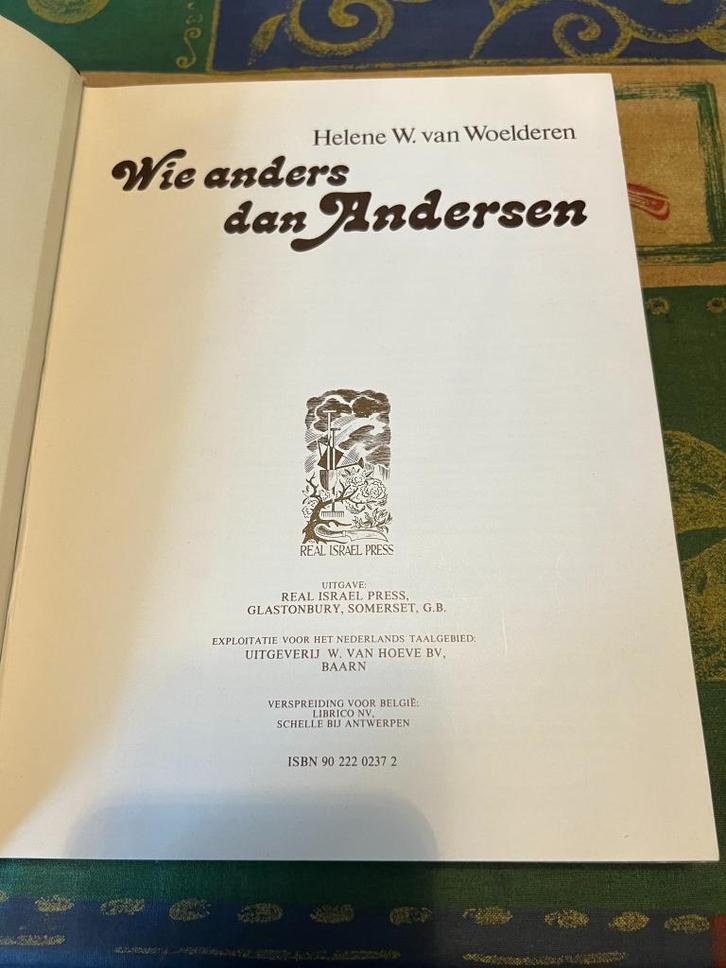 Helene W. van Woelderen
Wie anders
dan Andersen
REAL ISRAEL PRESS
UITGAVE:
REAL ISRAEL PRESS,
GLASTONBURY, SOMERSET, G.B.
EXPLOITATIE VOOR HET NEDERLANDS TAALGEBIED:
UITGEVERIJ W. VAN HOEVE BV,
BAARN
VERSPREIDING VOOR BELGIË:
LIBRICO NV,
SCHELLE BIJ ANTWERPEN
ISBN 90 222 0237 2